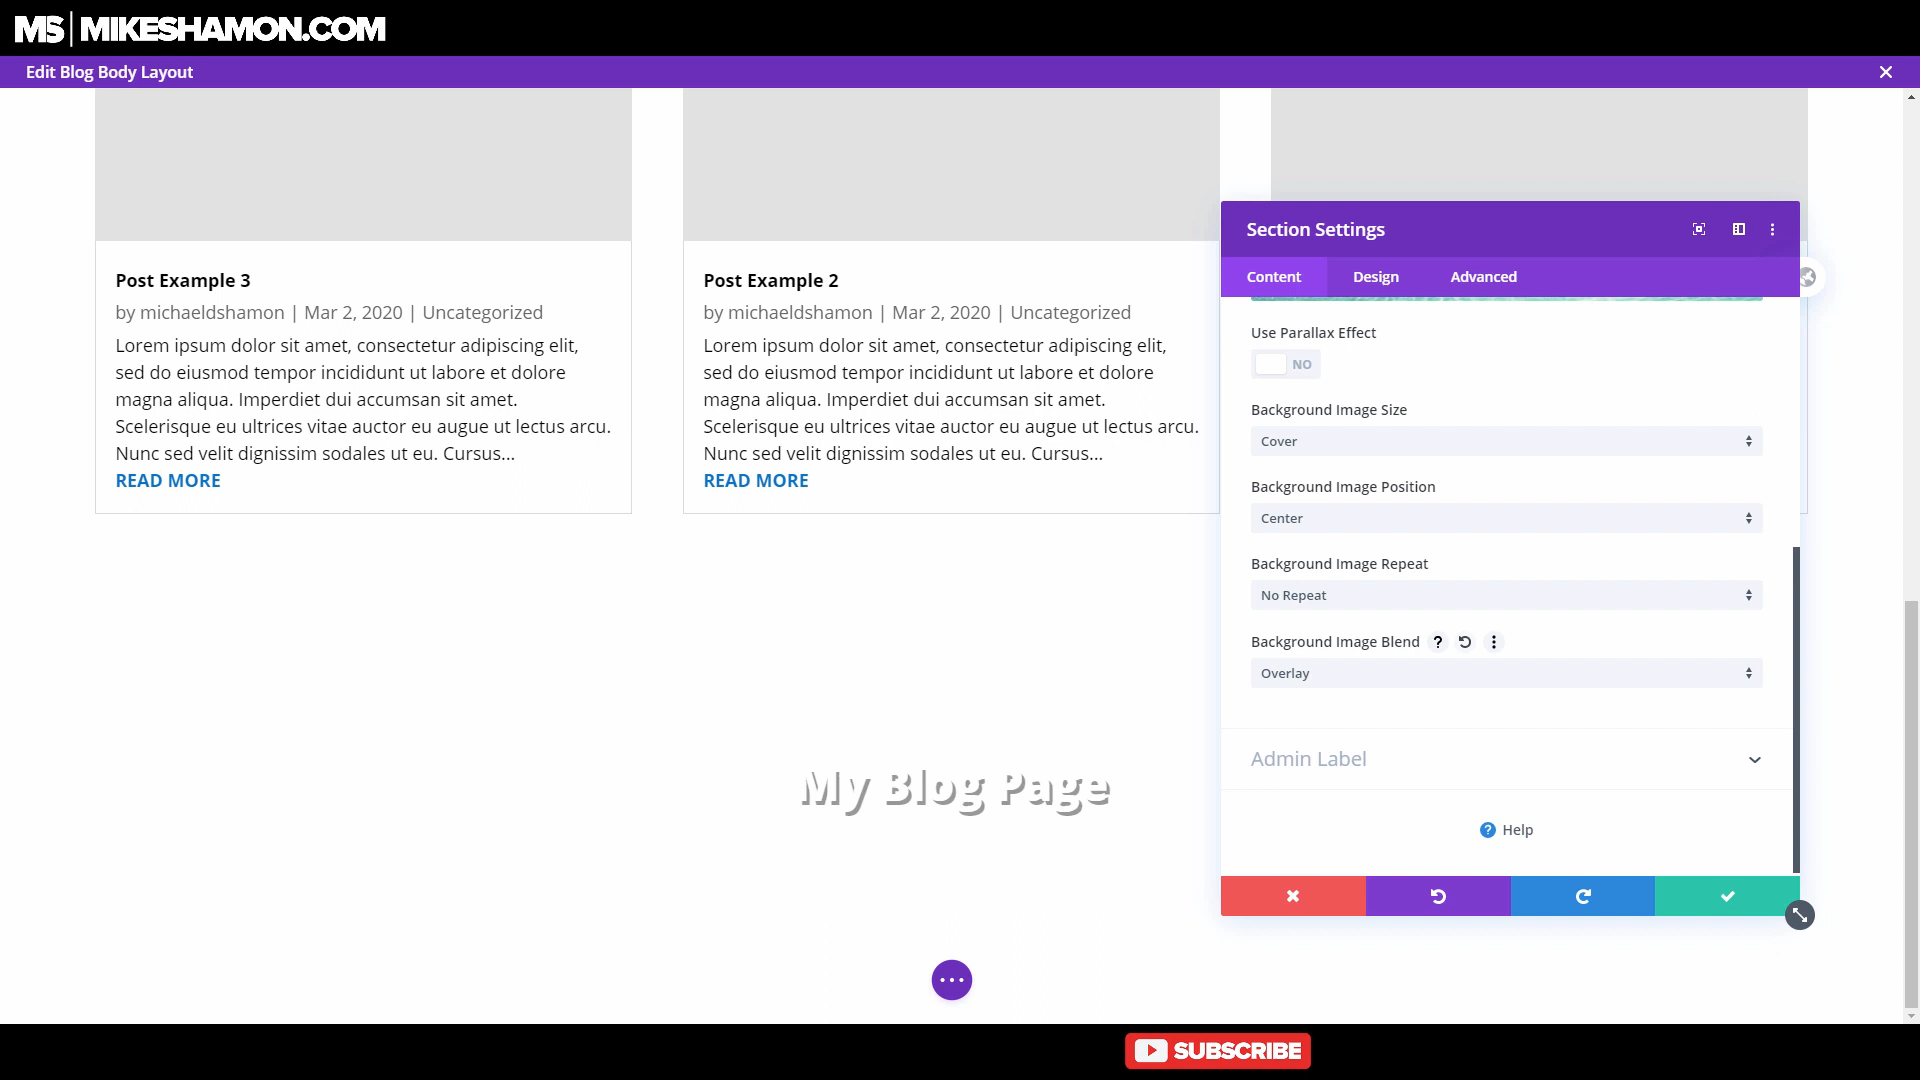 MS | MIKESHAMON.COM
Edit Blog Body Layout
Post Example 3
by michaeldshamon | Mar 2, 2020 | Uncategorized
Lorem ipsum dolor sit amet, consectetur adipiscing elit,
sed do eiusmod tempor incididunt ut labore et dolore
magna aliqua. Imperdiet dui accumsan sit amet.
Scelerisque eu ultrices vitae auctor eu augue ut lectus arcu.
Nunc sed velit dignissim sodales ut eu. Cursus...
READ MORE
Post Example 2
by michaeldshamon | Mar 2, 2020 | Uncategorized
Lorem ipsum dolor sit amet, consectetur adipiscing elit,
sed do eiusmod tempor incididunt ut labore et dolore
magna aliqua. Imperdiet dui accumsan sit amet.
Scelerisque eu ultrices vitae auctor eu augue ut lectus arcu.
Nunc sed velit dignissim sodales ut eu. Cursus...
READ MORE
My Blog Page
Section Settings
Content
Design
Advanced
Use Parallax Effect
NO
Background Image Size
Cover
Background Image Position
Center
Background Image Repeat
No Repeat
Background Image Blend ?
Overlay
Admin Label
? Help
SUBSCRIBE